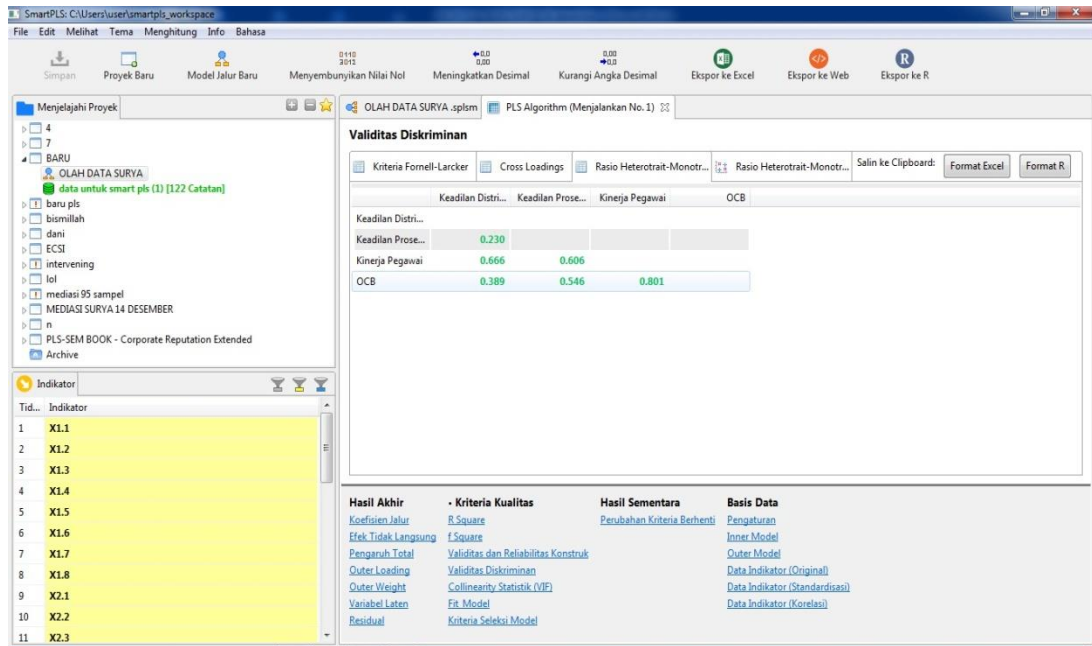 SmartPLS: C:\Users\user\smartpls_workspace
File Edit Melihat Tema Menghitung Info Bahasa
Simpan Proyek Baru Model Jalur Baru Menyembunyikan Nilai Nol Meningkatkan Desimal Kurangi Angka Desimal Ekspor ke Excel Ekspor ke Web Ekspor ke R
Menjelajahi Proyek
4
7
BARU
OLAH DATA SURYA
data untuk smart pls (1) [122 Catatan]
baru pls
bismillah
dani
ECSI
intervening
lol
mediasi 95 sampel
MEDIASI SURYA 14 DESEMBER
n
PLS-SEM BOOK - Corporate Reputation Extended
Archive
Indikator
Tid... Indikator
1 X1.1
2 X1.2
3 X1.3
4 X1.4
5 X1.5
6 X1.6
7 X1.7
8 X1.8
9 X2.1
10 X2.2
11 X2.3
OLAH DATA SURYA .splsm PLS Algorithm (Menjalankan No. 1)
Validitas Diskriminan
Kriteria Fornell-Larcker Cross Loadings Rasio Heterotrait-Monotr... Rasio Heterotrait-Monotr... Salin ke Clipboard: Format Excel Format R
Keadilan Distri... Keadilan Prose... Kinerja Pegawai OCB
Keadilan Distri...
Keadilan Prose... 0.230
Kinerja Pegawai 0.666 0.606
OCB 0.389 0.546 0.801
Hasil Akhir
Koefisien Jalur
Efek Tidak Langsung
Pengaruh Total
Outer Loading
Outer Weight
Variabel Laten
Residual
Kriteria Kualitas
R Square
f Square
Validitas dan Reliabilitas Konstruk
Validitas Diskriminan
Collinearity Statistik (VIF)
Fit Model
Kriteria Seleksi Model
Hasil Sementara
Perubahan Kriteria Berhenti
Basis Data
Pengaturan
Inner Model
Outer Model
Data Indikator (Original)
Data Indikator (Standardisasi)
Data Indikator (Korelasi)